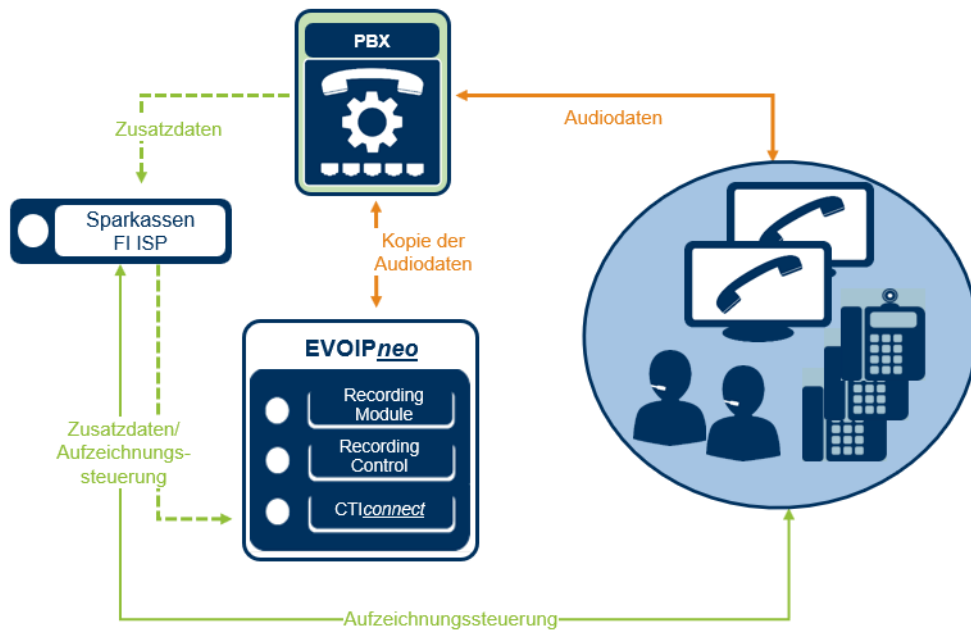 PBX
Zusatzdaten
Audiodaten
Sparkassen
FI ISP
Kopie der
Audiodaten
EVOIPneo
Recording
Module
Recording
Control
CTIconnect
Zusatzdaten/
Aufzeichnungs-
steuerung
Aufzeichnungssteuerung